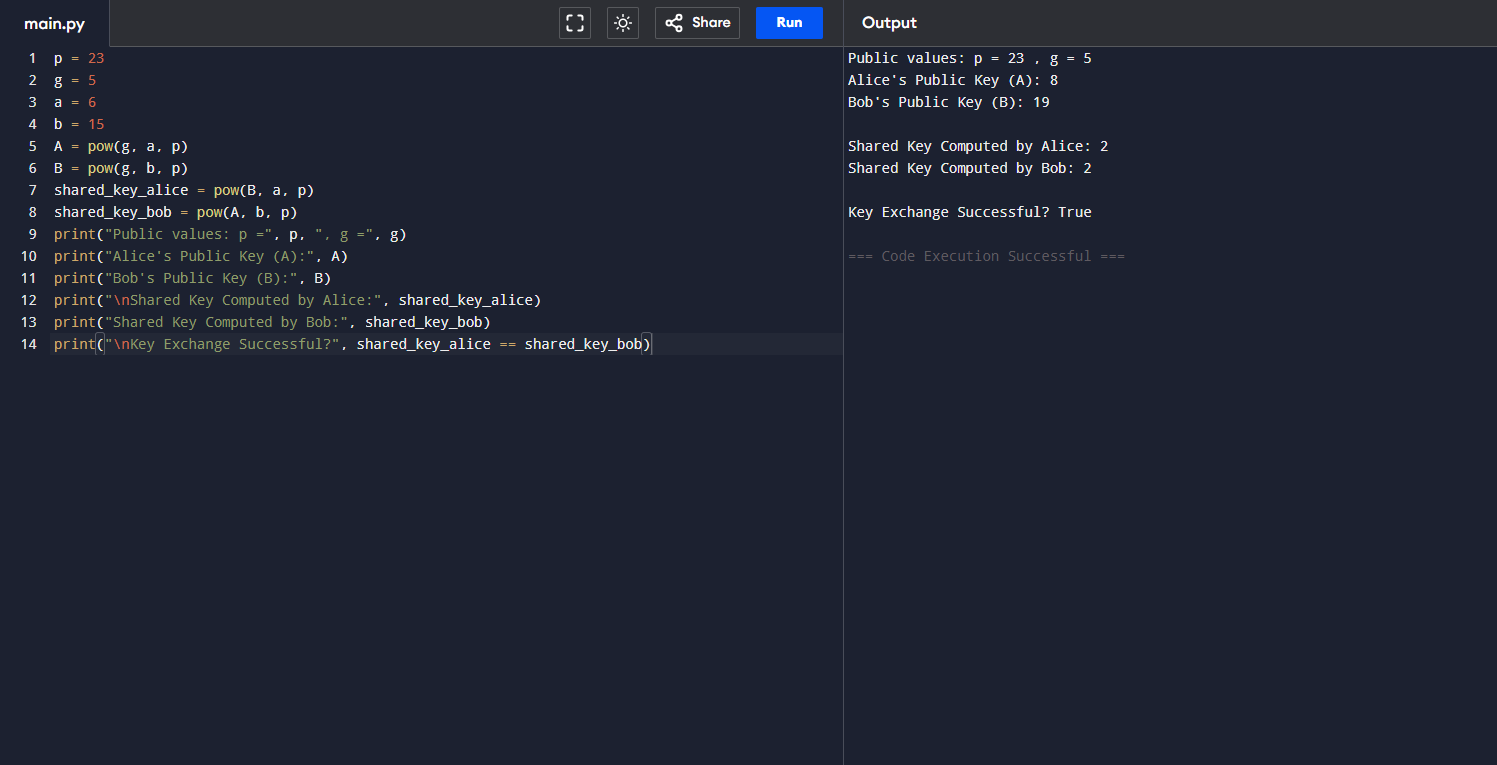 main.py
Share
Run
Output
1 p = 23
2 g = 5
3 a = 6
4 b = 15
5 A = pow(g, a, p)
6 B = pow(g, b, p)
7 shared_key_alice = pow(B, a, p)
8 shared_key_bob = pow(A, b, p)
9 print("Public values: p =", p, ", g =", g)
10 print("Alice's Public Key (A):", A)
11 print("Bob's Public Key (B):", B)
12 print("\nShared Key Computed by Alice:", shared_key_alice)
13 print("Shared Key Computed by Bob:", shared_key_bob)
14 print("\nKey Exchange Successful?", shared_key_alice == shared_key_bob)
Public values: p = 23 , g = 5
Alice's Public Key (A): 8
Bob's Public Key (B): 19
Shared Key Computed by Alice: 2
Shared Key Computed by Bob: 2
Key Exchange Successful? True
=== Code Execution Successful ===